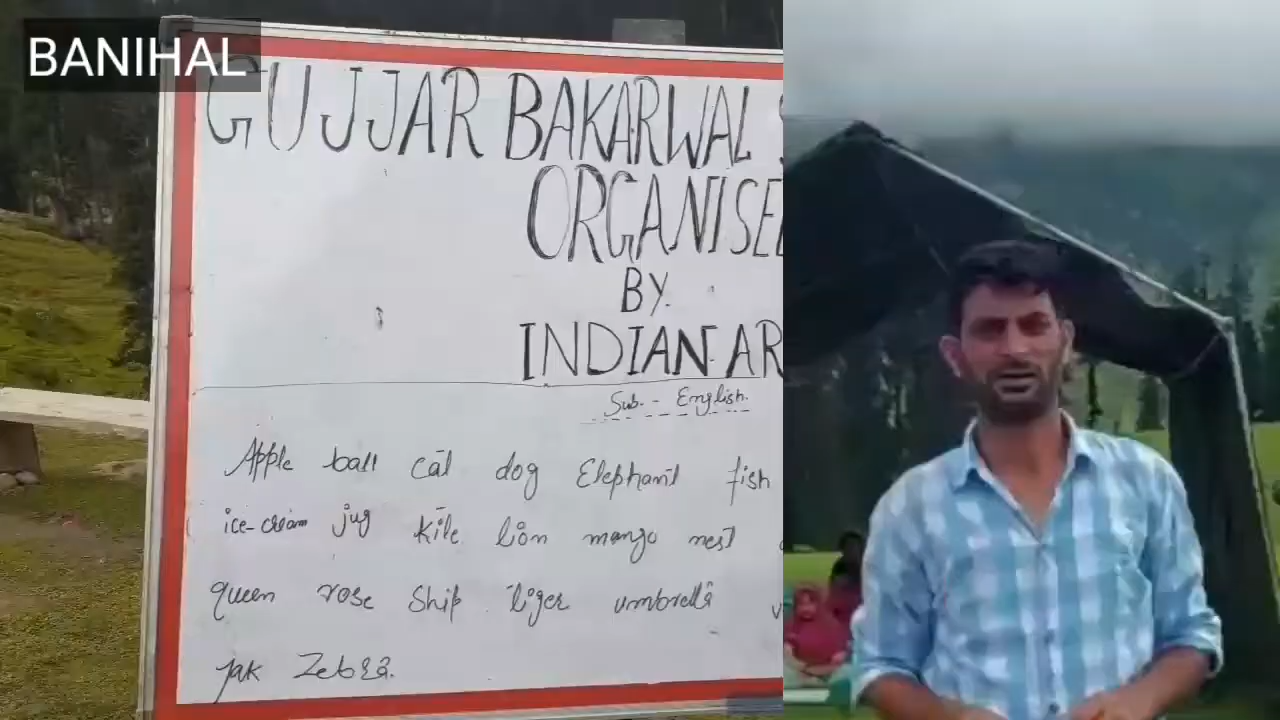 BANIHAL
GUJJAR BAKARWAL
ORGANISED
BY.
INDIAN AR
Sub. - English.
Apple ball cat dog Elephant fish
ice-cream jug kite lion mango nest
queen rose ship tiger umbrella v
yak Zebra.